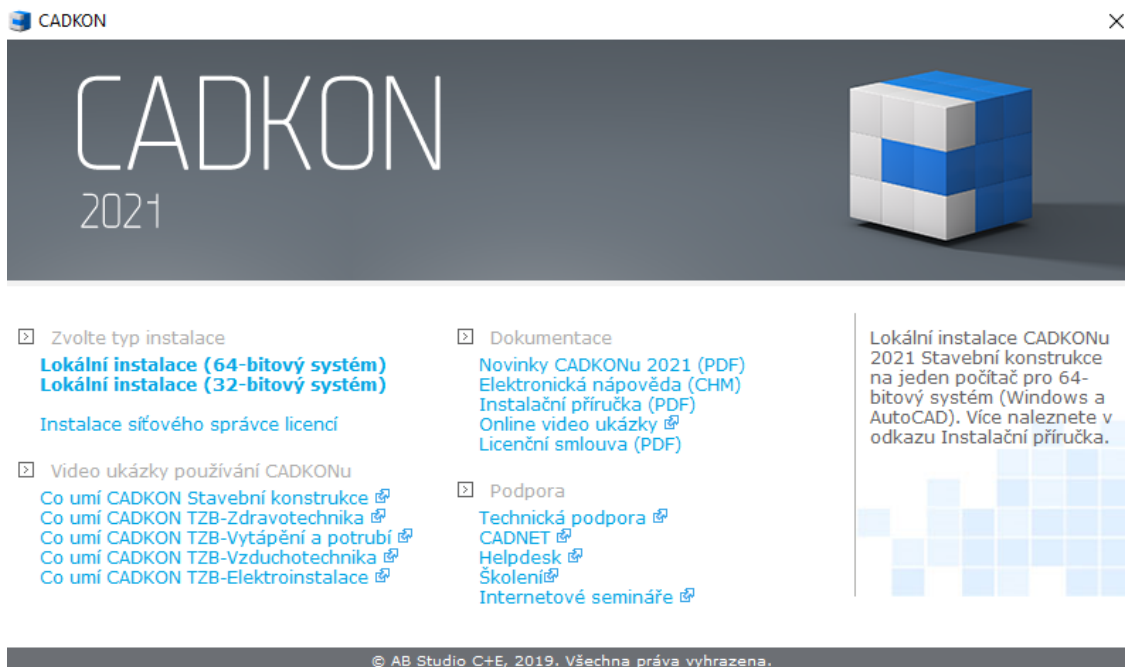 CADKON
CADKON
2021
Zvolte typ instalace
Lokální instalace (64-bitový systém)
Lokální instalace (32-bitový systém)
Instalace síťového správce licencí
Video ukázky používání CADKONu
Co umí CADKON Stavební konstrukce
Co umí CADKON TZB-Zdravotechnika
Co umí CADKON TZB-Vytápění a potrubí
Co umí CADKON TZB-Vzduchotechnika
Co umí CADKON TZB-Elektroinstalace
Dokumentace
Novinky CADKONu 2021 (PDF)
Elektronická nápověda (CHM)
Instalační příručka (PDF)
Online video ukázky
Licenční smlouva (PDF)
Podpora
Technická podpora
CADNET
Helpdesk
Školení
Internetové semináře
Lokální instalace CADKONu
2021 Stavební konstrukce
na jeden počítač pro 64-
bitový systém (Windows a
AutoCAD). Více naleznete v
odkazu Instalační příručka.
© AB Studio C+E, 2019. Všechna práva vyhrazena.